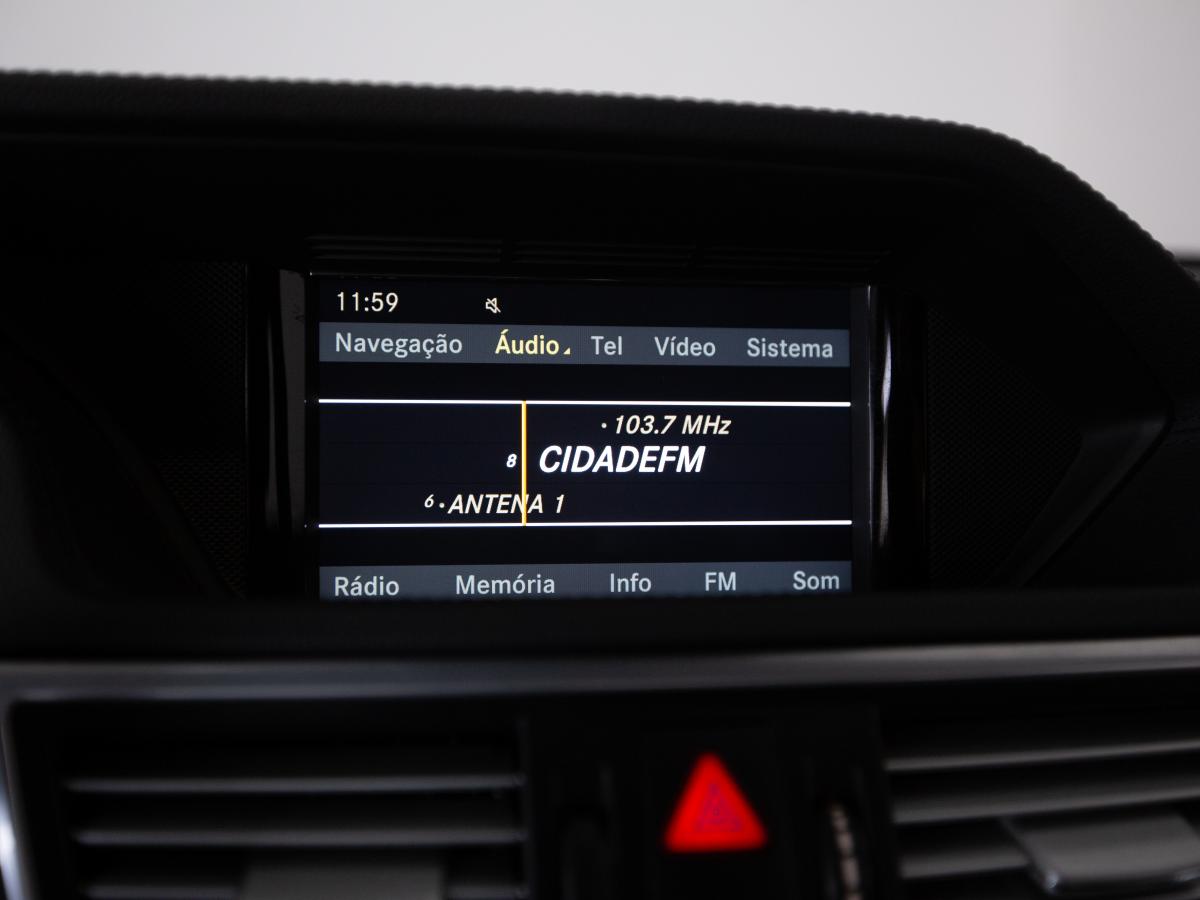 11:59
Navegação Áudio Tel Vídeo Sistema
· 103.7 MHz
8 CIDADEFM
6 · ANTENA 1
Rádio Memória Info FM Som